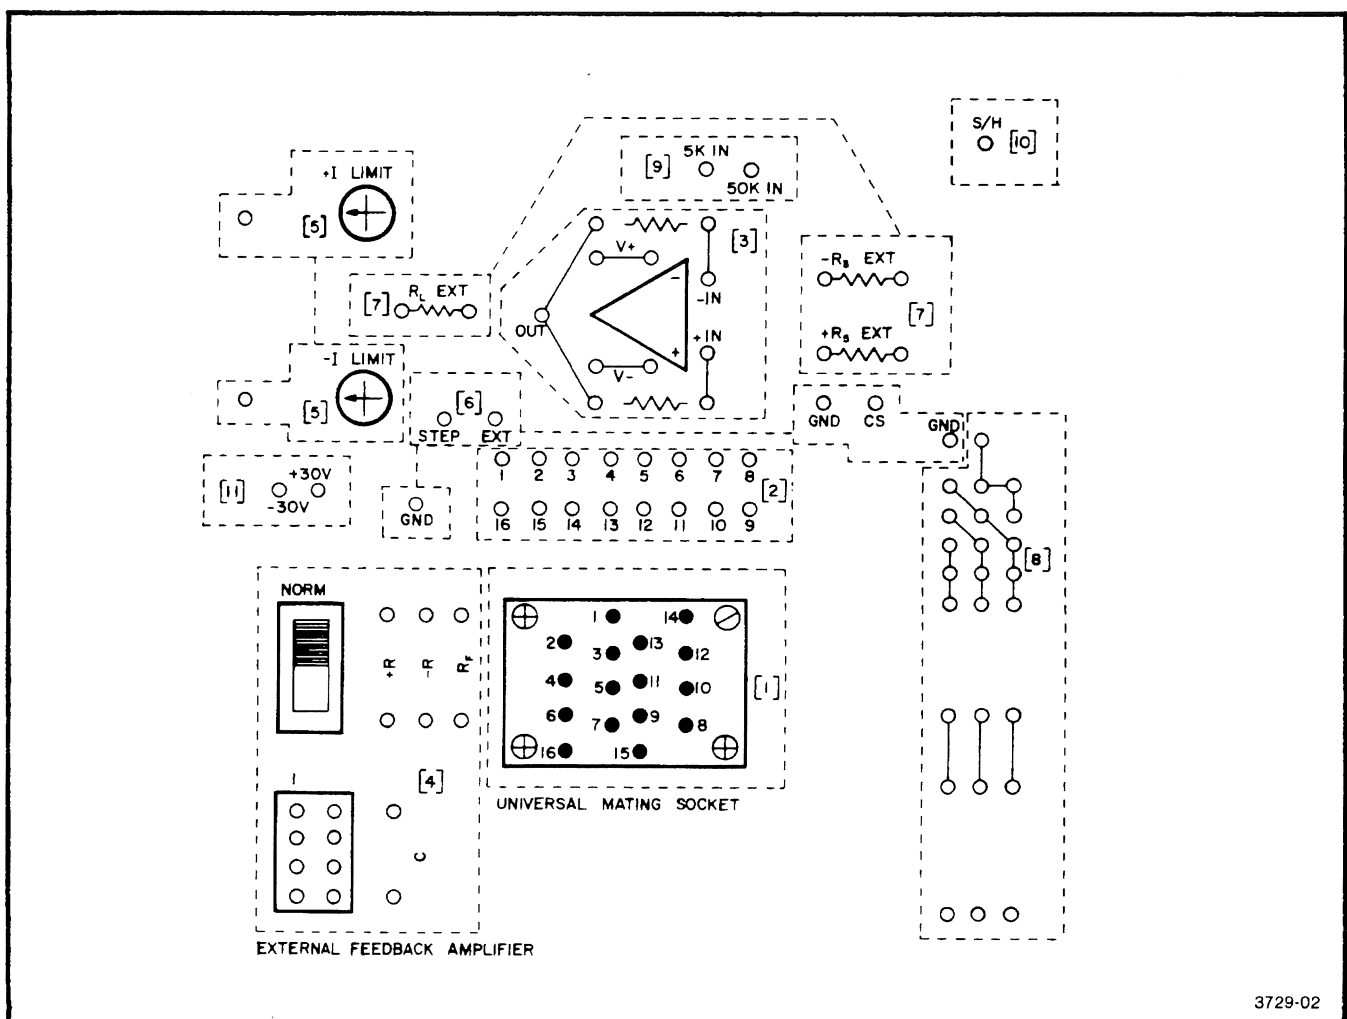 S/H
[10]
+I LIMIT
[5]
[9]
5K IN
50K IN
[3]
V+
-
-IN
OUT
+IN
+
V-
[7]
R_L EXT
-R_S EXT
[7]
+R_S EXT
-I LIMIT
[5]
[6]
STEP EXT
GND CS
GND
[11]
+30V
-30V
GND
1 2 3 4 5 6 7 8
[2]
16 15 14 13 12 11 10 9
[8]
NORM
+R -R R_F
[4]
1
C
EXTERNAL FEEDBACK AMPLIFIER
1 14
2 13
3 12
4 11
5 10
6 9
7 8
16 15
[1]
UNIVERSAL MATING SOCKET
3729-02